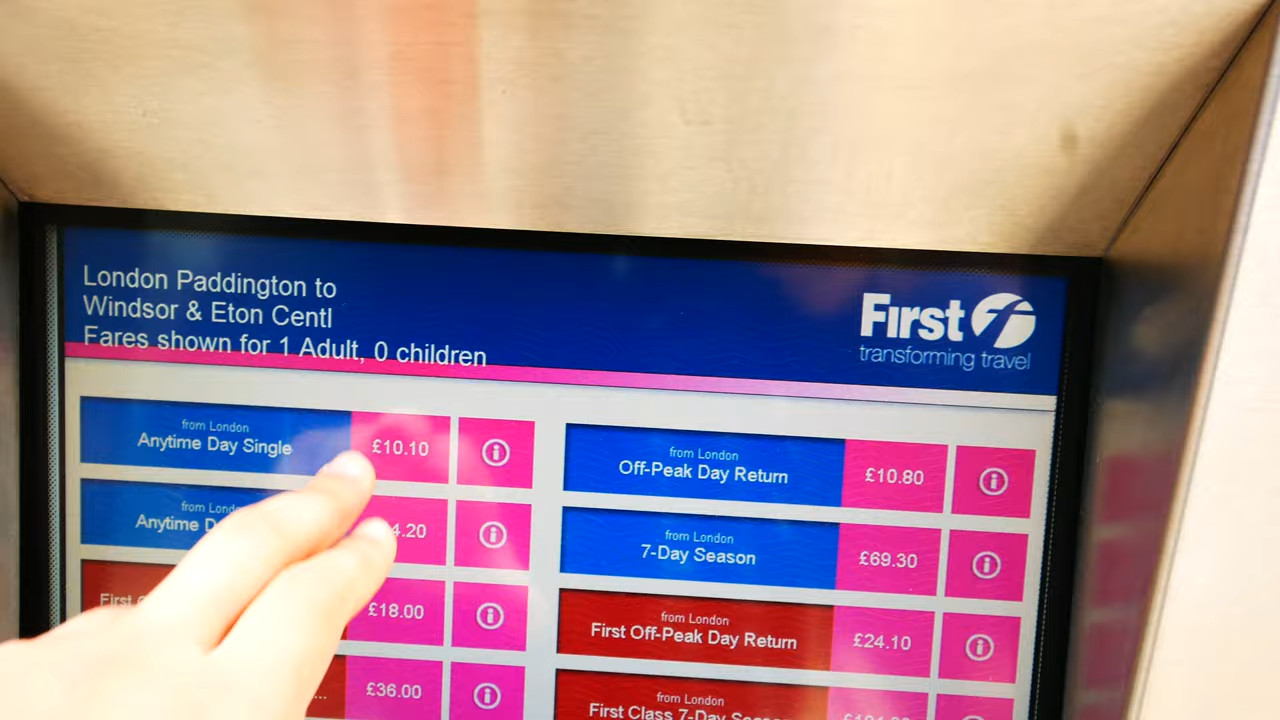 London Paddington to
Windsor & Eton Centl
Fares shown for 1 Adult, 0 children
First
transforming travel
from London
Anytime Day Single
£10.10
from London
Off-Peak Day Return
£10.80
from
Anytime
4.20
from London
7-Day Season
£69.30
First
£18.00
from London
First Off-Peak Day Return
£24.10
...
£36.00
from London
First Class 7-Day